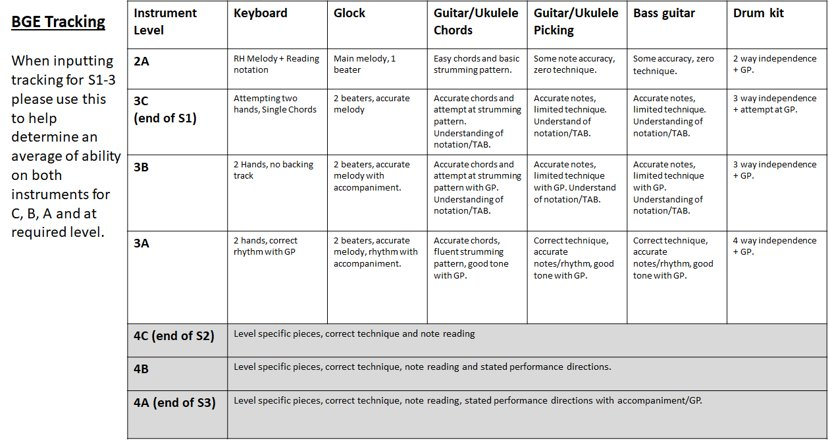 BGE Tracking
When inputting
tracking for S1-3
please use this
to help
determine an
average of ability
on both
instruments for
C, B, A and at
required level.
Instrument
Level
Keyboard
Glock
Guitar/Ukulele
Chords
Guitar/Ukulele
Picking
Bass guitar
Drum kit
2A
RH Melody + Reading
notation
Main melody, 1
beater
Easy chords and basic
strumming pattern.
Some note accuracy,
zero technique.
Some accuracy, zero
technique.
2 way independence
+ GP.
3C
(end of S1)
Attempting two
hands, Single Chords
2 beaters, accurate
melody
Accurate chords and
attempt at strumming
pattern.
Understanding of
notation/TAB.
Accurate notes,
limited technique.
Understanding of
notation/TAB.
Accurate notes,
limited technique.
Understanding of
notation/TAB.
3 way independence
+ attempt at GP.
3B
2 Hands, no backing
track
2 beaters, accurate
melody with
accompaniment.
Accurate chords and
attempt at strumming
pattern with GP.
Understanding of
notation/TAB.
Accurate notes,
limited technique
with GP. Understand
of notation/TAB.
Accurate notes,
limited technique
with GP.
Understanding of
notation/TAB.
3 way independence
+ GP.
3A
2 hands, correct
rhythm with GP
2 beaters, accurate
melody, rhythm with
accompaniment.
Accurate chords,
fluent strumming
pattern, good tone
with GP.
Correct technique,
accurate
notes/rhythm, good
tone with GP.
Correct technique,
accurate
notes/rhythm, good
tone with GP.
4 way independence
+ GP.
4C (end of S2)
Level specific pieces, correct technique and note reading
4B
Level specific pieces, correct technique, note reading and stated performance directions.
4A (end of S3)
Level specific pieces, correct technique, note reading, stated performance directions with accompaniment/GP.